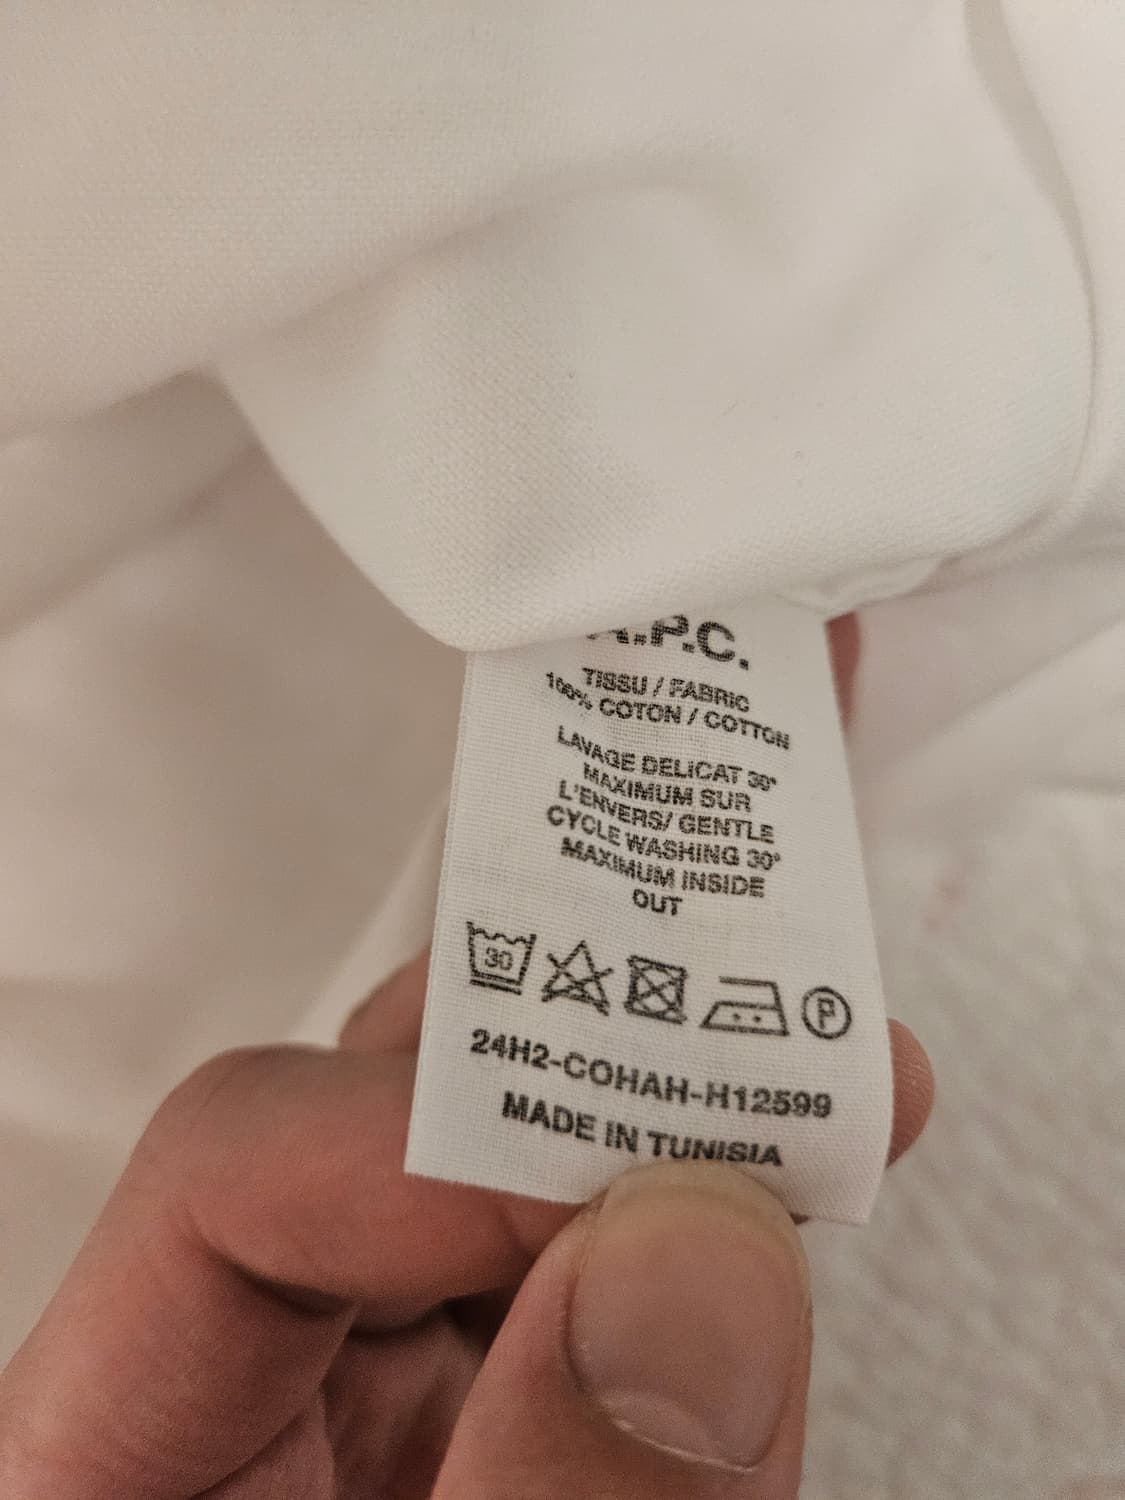 A.P.C.
TISSU / FABRIC
100% COTON / COTTON
LAVAGE DELICAT 30°
MAXIMUM SUR
L'ENVERS/ GENTLE
CYCLE WASHING 30°
MAXIMUM INSIDE
OUT
30 P
24H2-COHAH-H12599
MADE IN TUNISIA